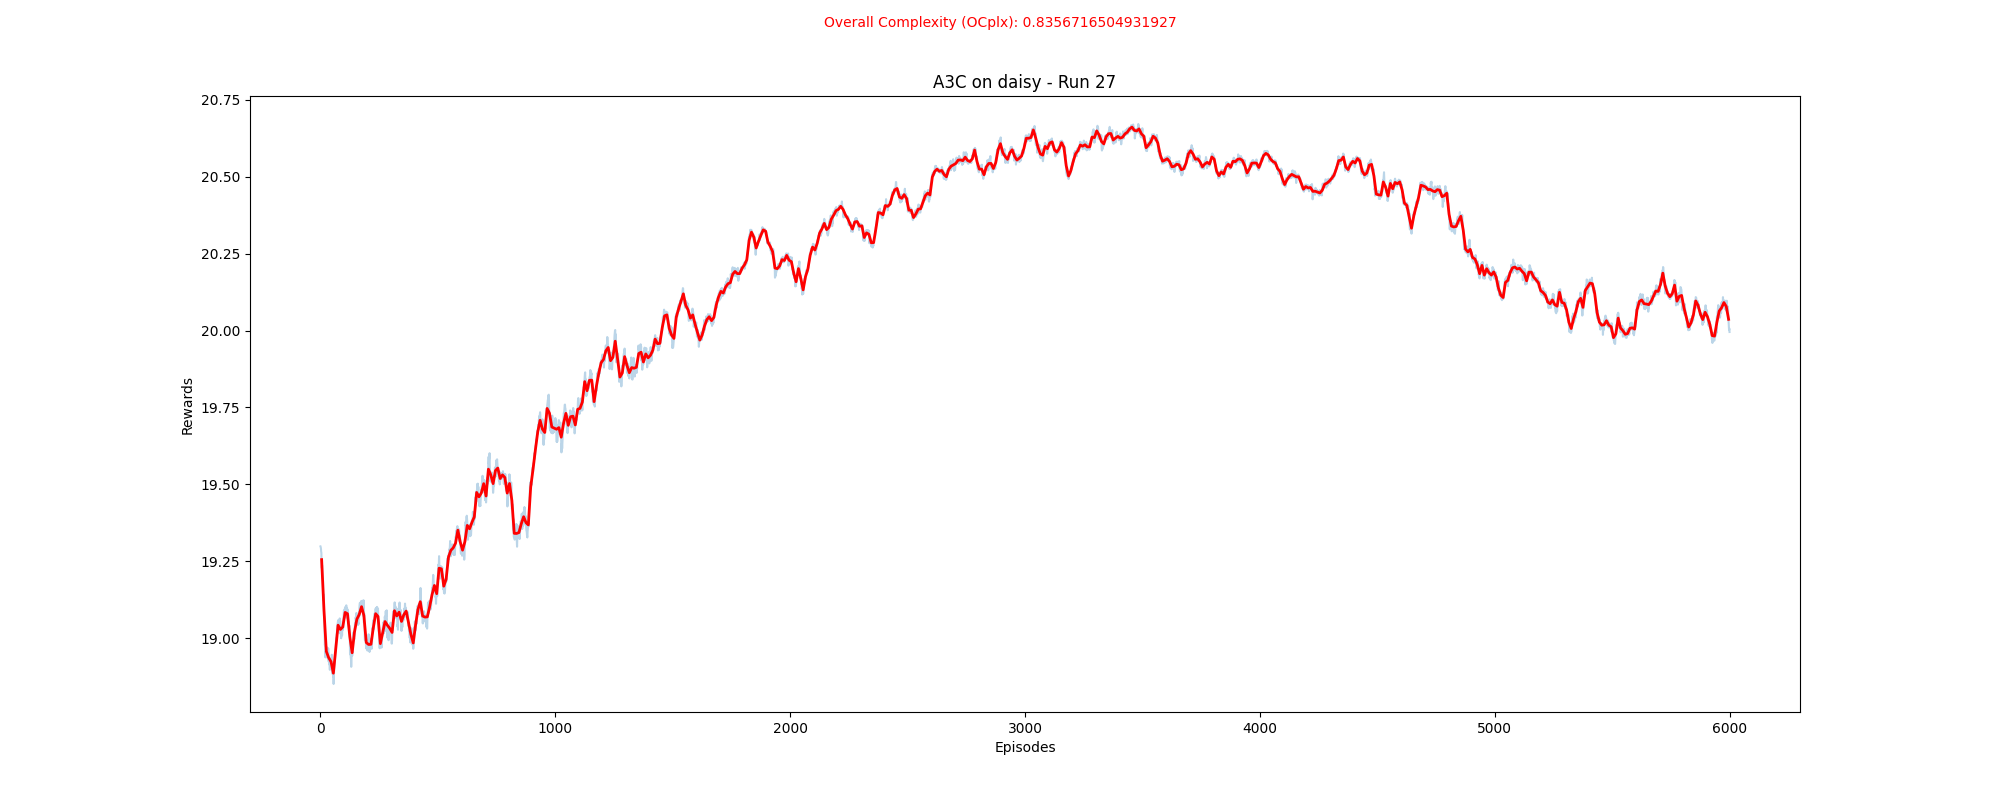 Overall Complexity (OCplx): 0.8356716504931927
A3C on daisy - Run 27
20.75
20.50
20.25
20.00
19.75
19.50
19.25
19.00
Rewards
0 1000 2000 3000 4000 5000 6000
Episodes